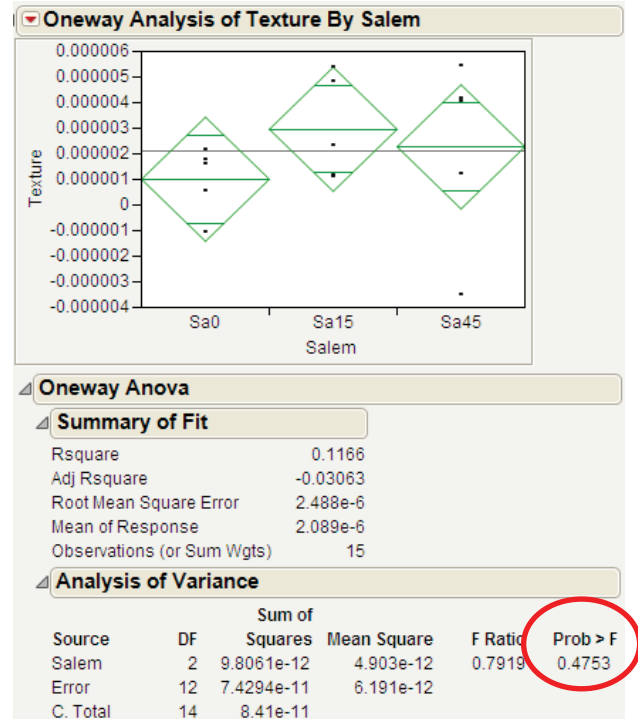 Oneway Analysis of Texture By Salem
0.000006
0.000005
0.000004
0.000003
0.000002
0.000001
0
-0.000001
-0.000002
-0.000003
-0.000004
Texture
Sa0 Sa15 Sa45
Salem
Oneway Anova
Summary of Fit
Rsquare 0.1166
Adj Rsquare -0.03063
Root Mean Square Error 2.488e-6
Mean of Response 2.089e-6
Observations (or Sum Wgts) 15
Analysis of Variance
Sum of
Source DF Squares Mean Square F Ratio Prob > F
Salem 2 9.8061e-12 4.903e-12 0.7919 0.4753
Error 12 7.4294e-11 6.191e-12
C. Total 14 8.41e-11